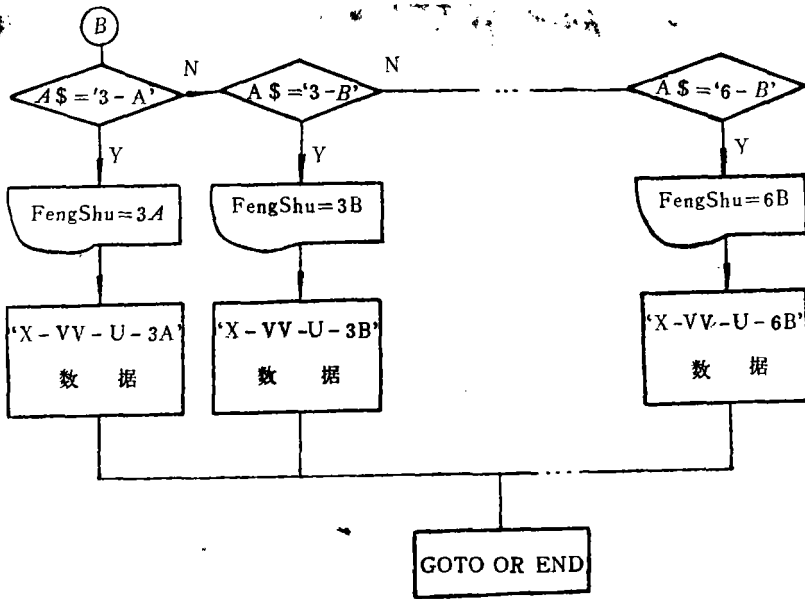 B
A$='3-A'
N
A$='3-B'
N
...
A$='6-B'
Y
Y
Y
FengShu=3A
FengShu=3B
FengShu=6B
'X-VV-U-3A'
数 据
'X-VV-U-3B'
数 据
'X-VV-U-6B'
数 据
...
GOTO OR END